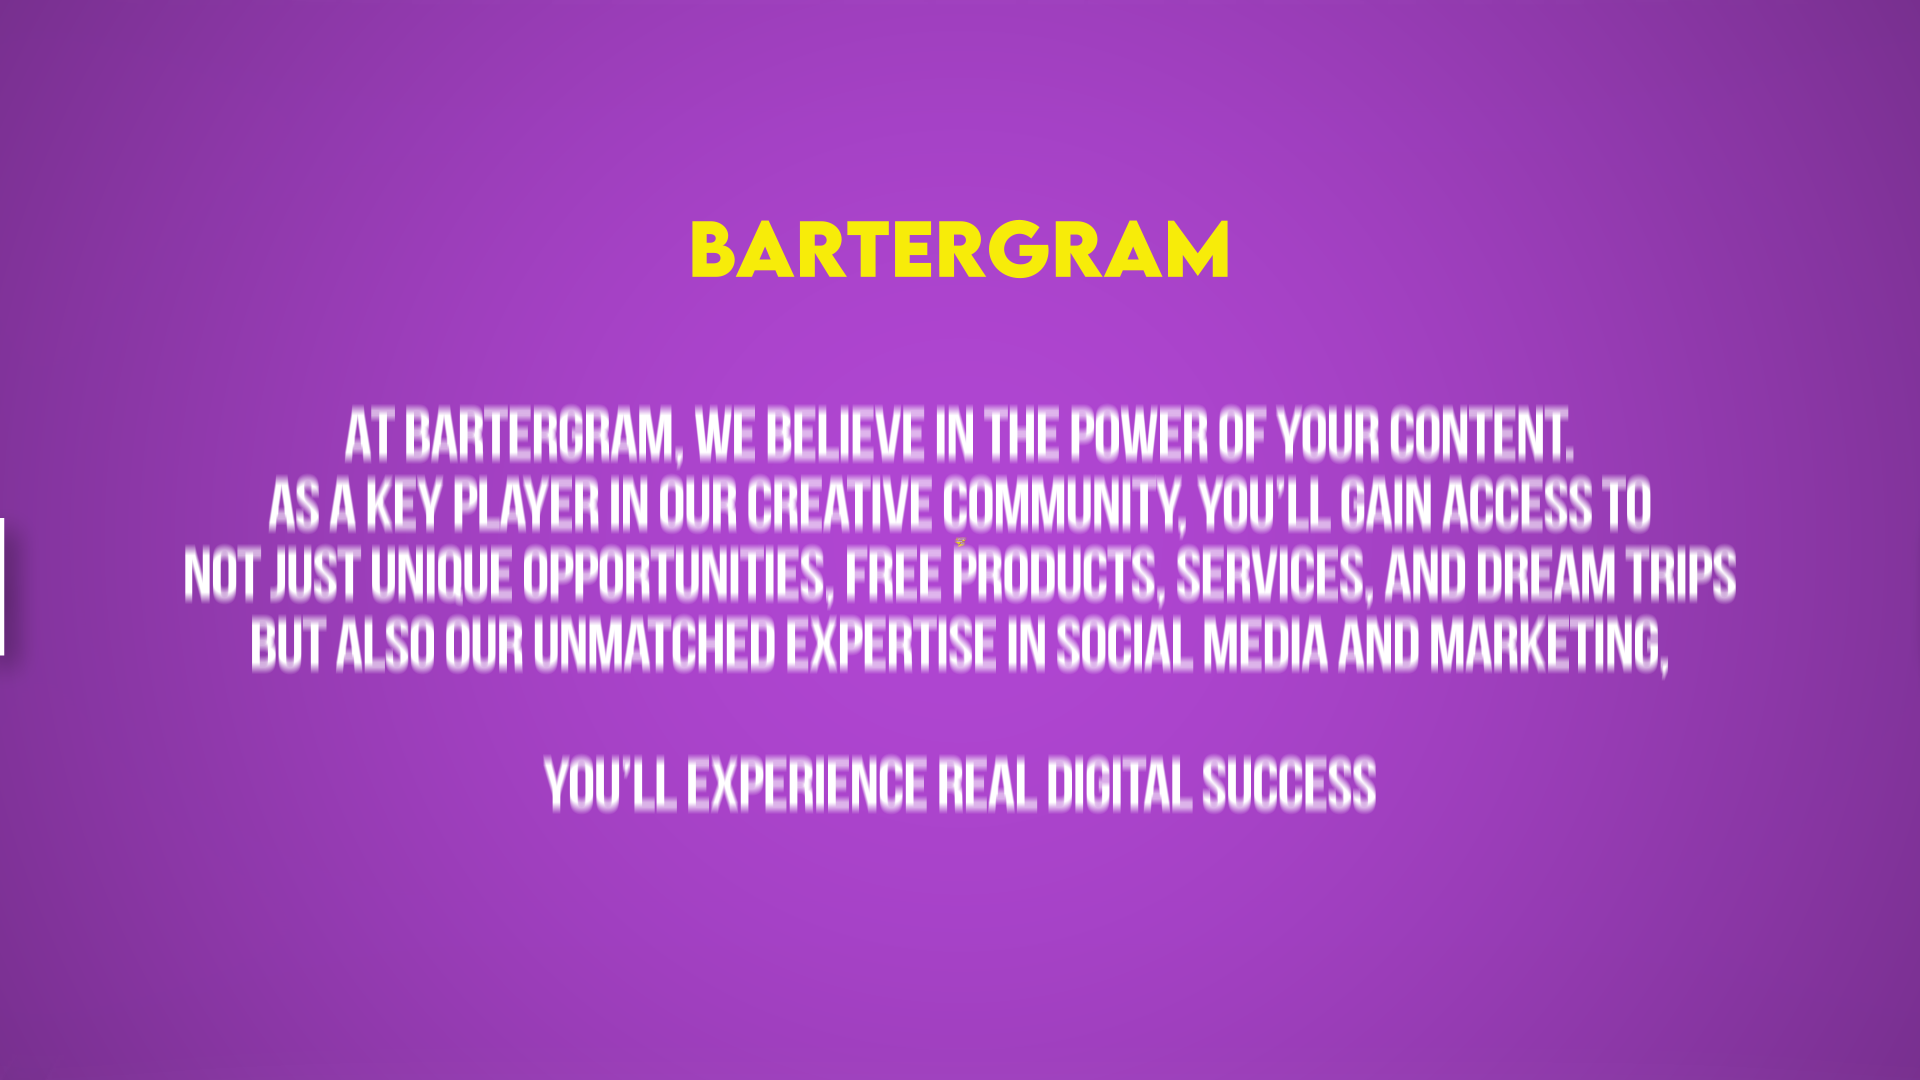 BARTERGRAM
AT BARTERGRAM, WE BELIEVE IN THE POWER OF YOUR CONTENT.
AS A KEY PLAYER IN OUR CREATIVE COMMUNITY, YOU'LL GAIN ACCESS TO
NOT JUST UNIQUE OPPORTUNITIES, FREE PRODUCTS, SERVICES, AND DREAM TRIPS
BUT ALSO OUR UNMATCHED EXPERTISE IN SOCIAL MEDIA AND MARKETING,
YOU'LL EXPERIENCE REAL DIGITAL SUCCESS